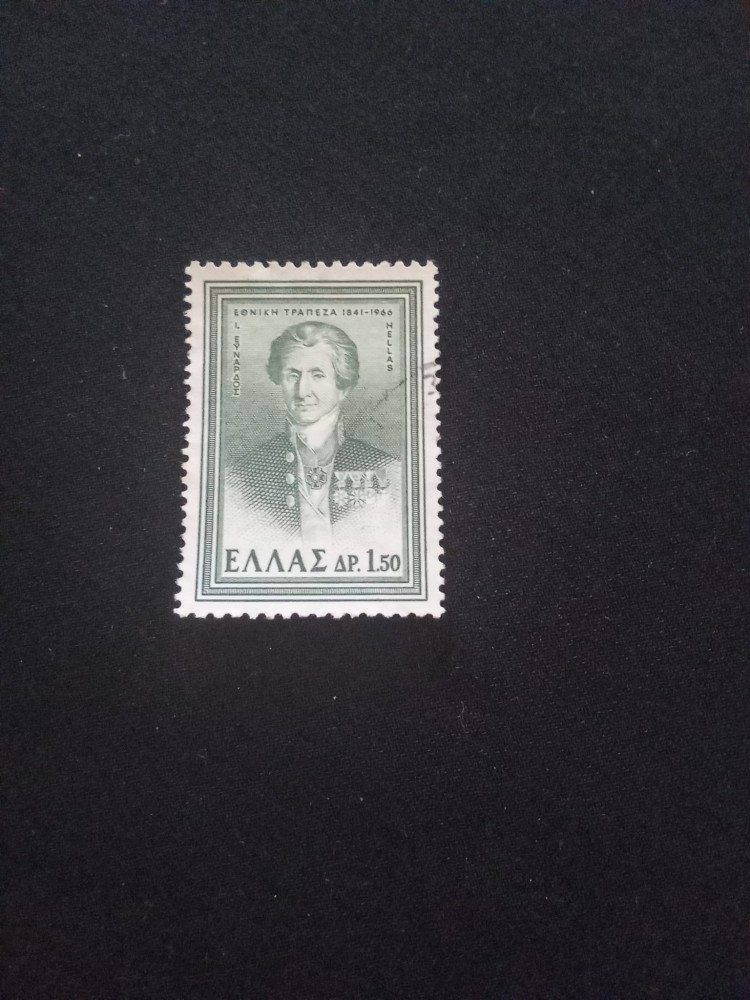 ΕΘΝΙΚΗ ΤΡΑΠΕΖΑ 1841-1966
Ι. ΕΥΝΑΡΔΟΣ
HELLAS
ΕΛΛΑΣ ΔΡ. 1.50